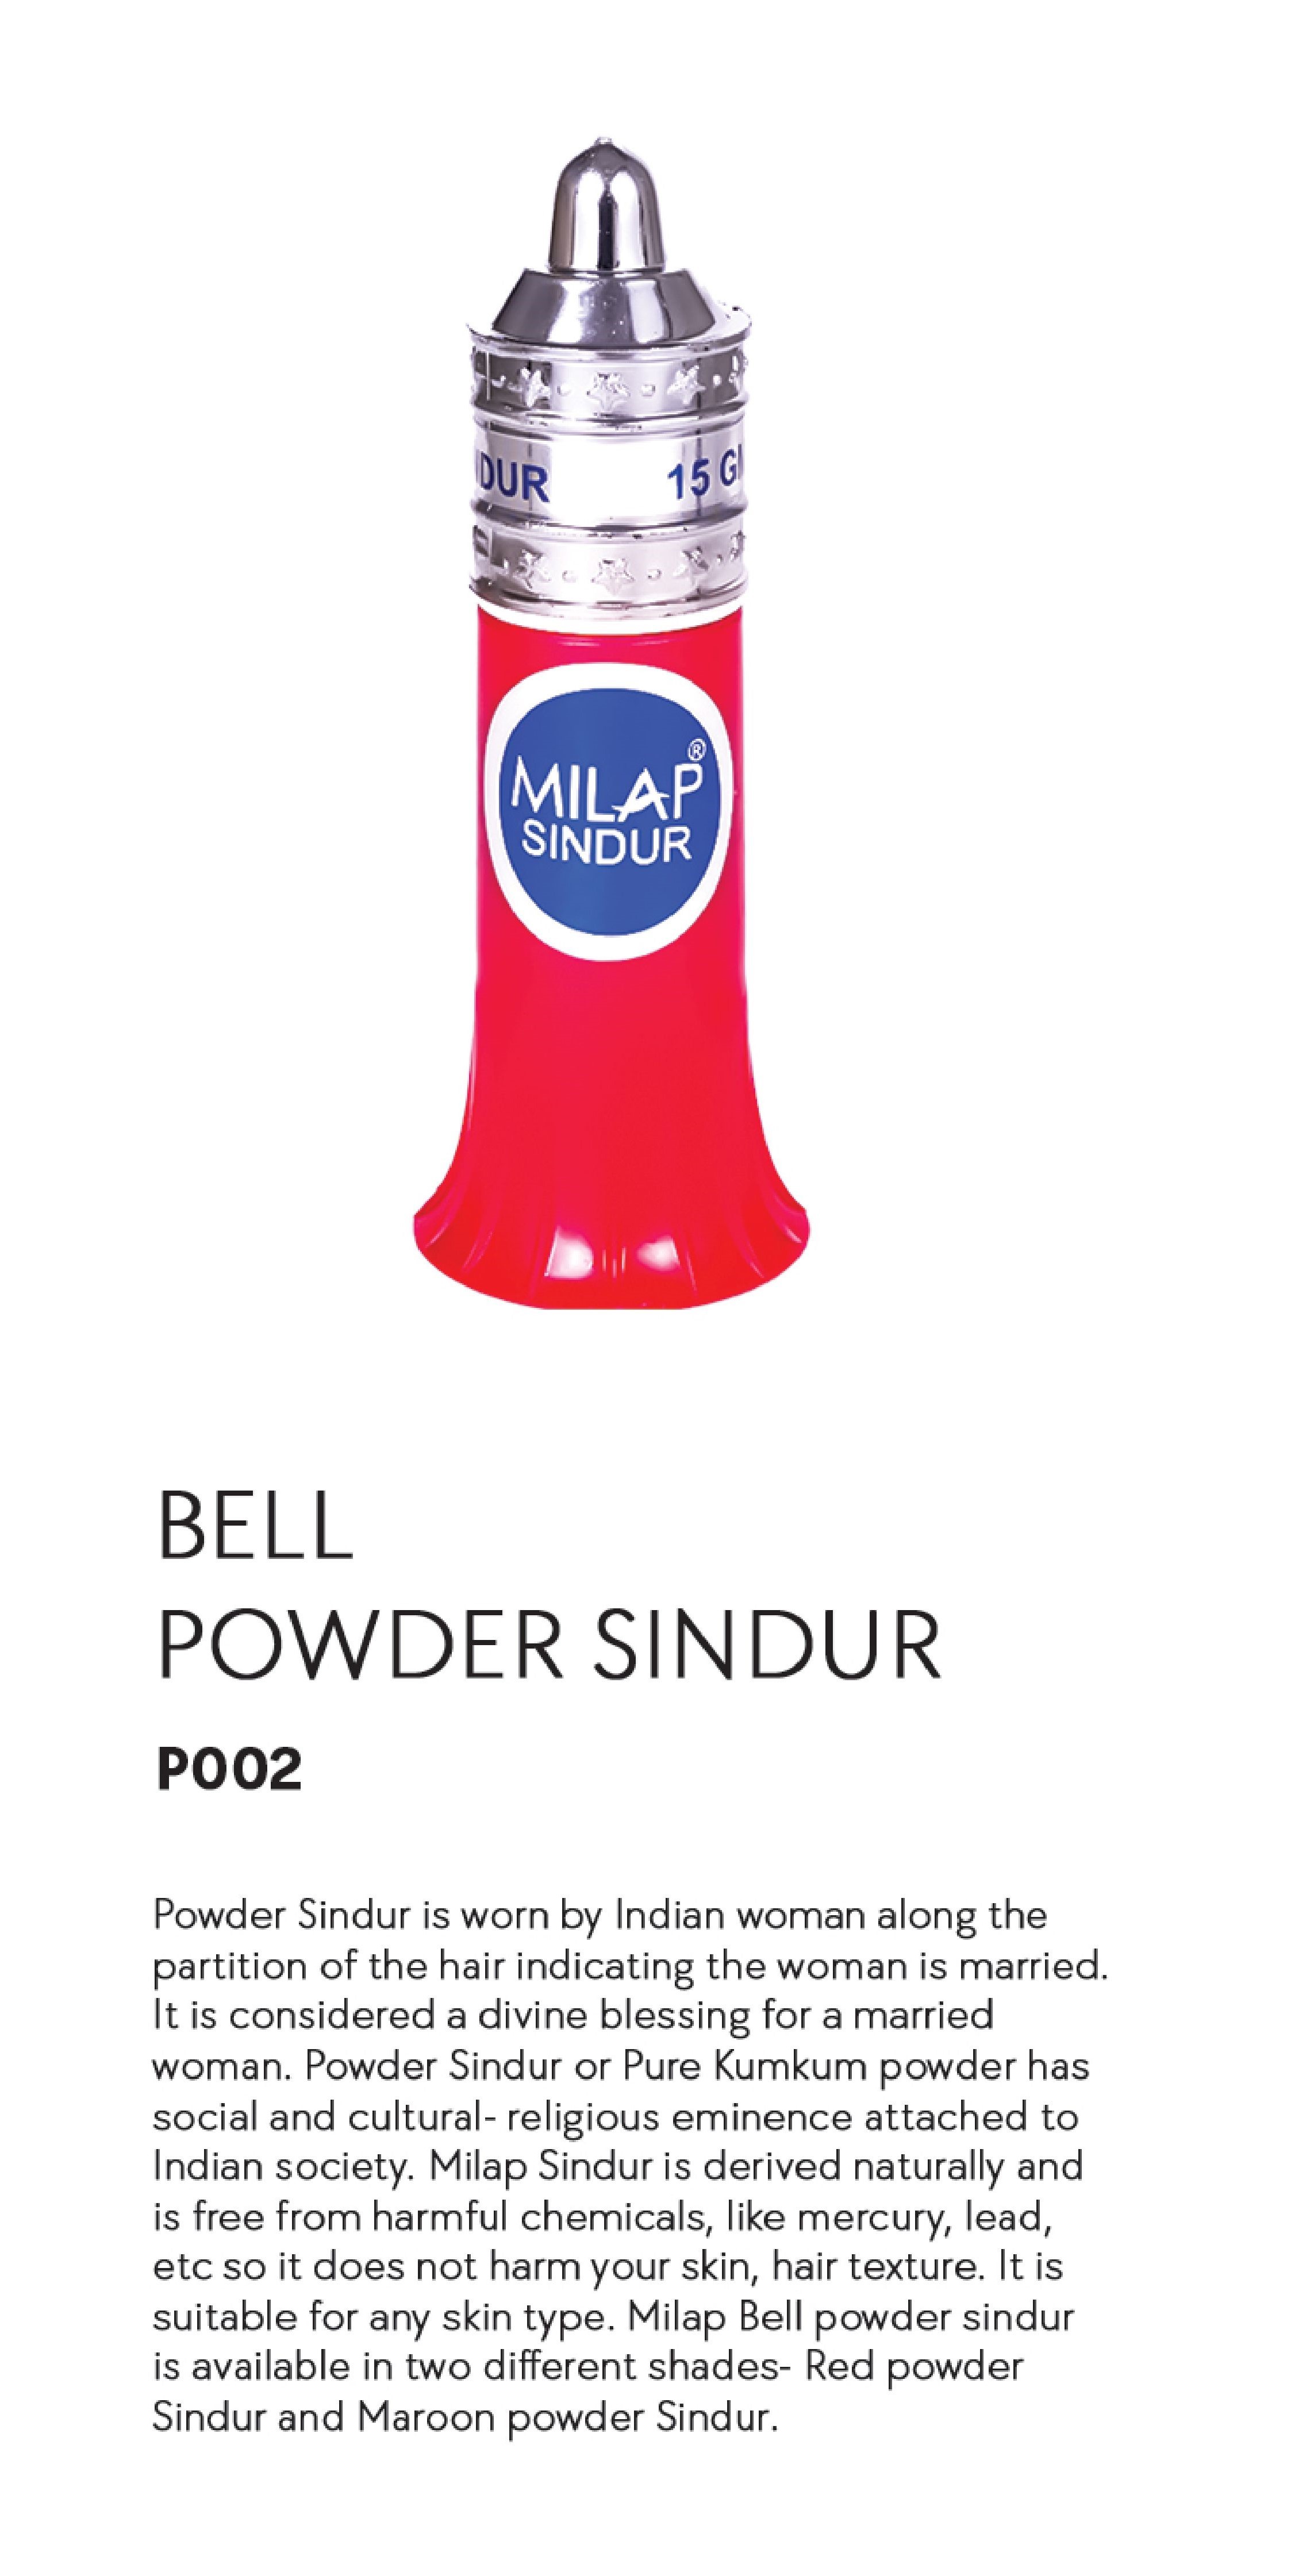 DUR 15 G
MILAP®
SINDUR
BELL
POWDER SINDUR
P002
Powder Sindur is worn by Indian woman along the
partition of the hair indicating the woman is married.
It is considered a divine blessing for a married
woman. Powder Sindur or Pure Kumkum powder has
social and cultural- religious eminence attached to
Indian society. Milap Sindur is derived naturally and
is free from harmful chemicals, like mercury, lead,
etc so it does not harm your skin, hair texture. It is
suitable for any skin type. Milap Bell powder sindur
is available in two different shades- Red powder
Sindur and Maroon powder Sindur.